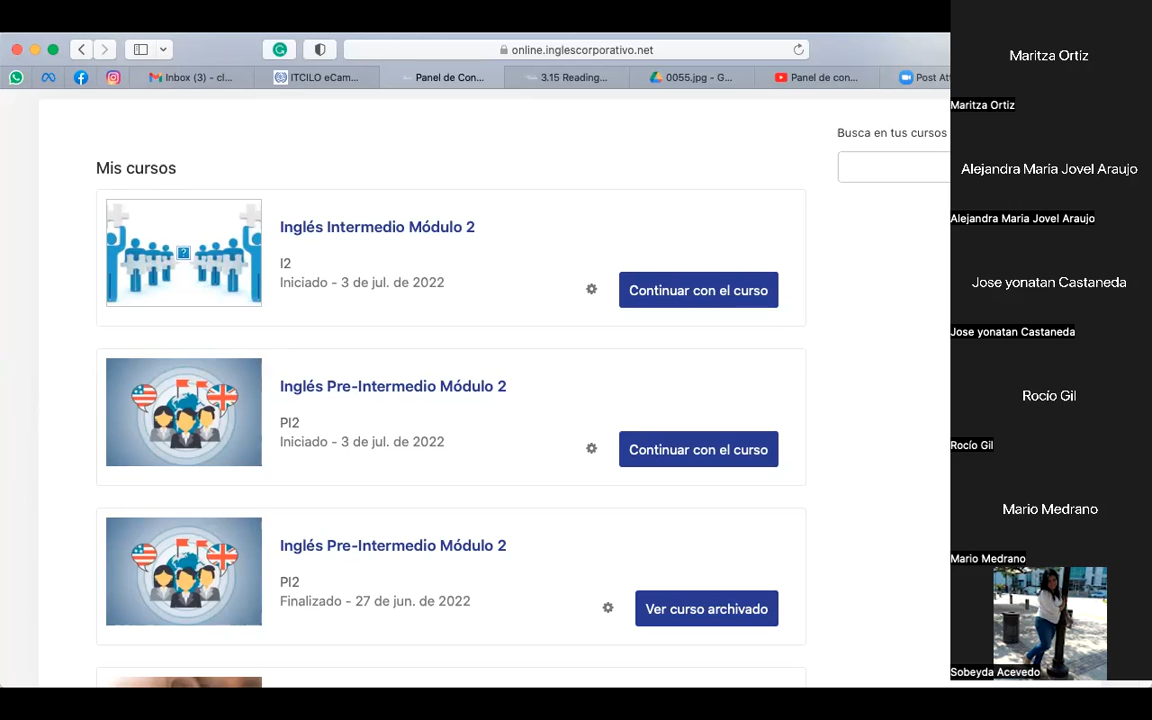 online.inglescorporativo.net
Inbox (3) - cl...
ITCILO eCam...
Panel de Con...
3.15 Reading...
0055.jpg - G...
Panel de con...
Post At
Busca en tus cursos
Mis cursos
Inglés Intermedio Módulo 2
I2
Iniciado - 3 de jul. de 2022
Continuar con el curso
Inglés Pre-Intermedio Módulo 2
PI2
Iniciado - 3 de jul. de 2022
Continuar con el curso
Inglés Pre-Intermedio Módulo 2
PI2
Finalizado - 27 de jun. de 2022
Ver curso archivado
Maritza Ortiz
Maritza Ortiz
Alejandra Maria Jovel Araujo
Alejandra Maria Jovel Araujo
Jose yonatan Castaneda
Jose yonatan Castaneda
Rocío Gil
Rocío Gil
Mario Medrano
Mario Medrano
Sobeyda Acevedo